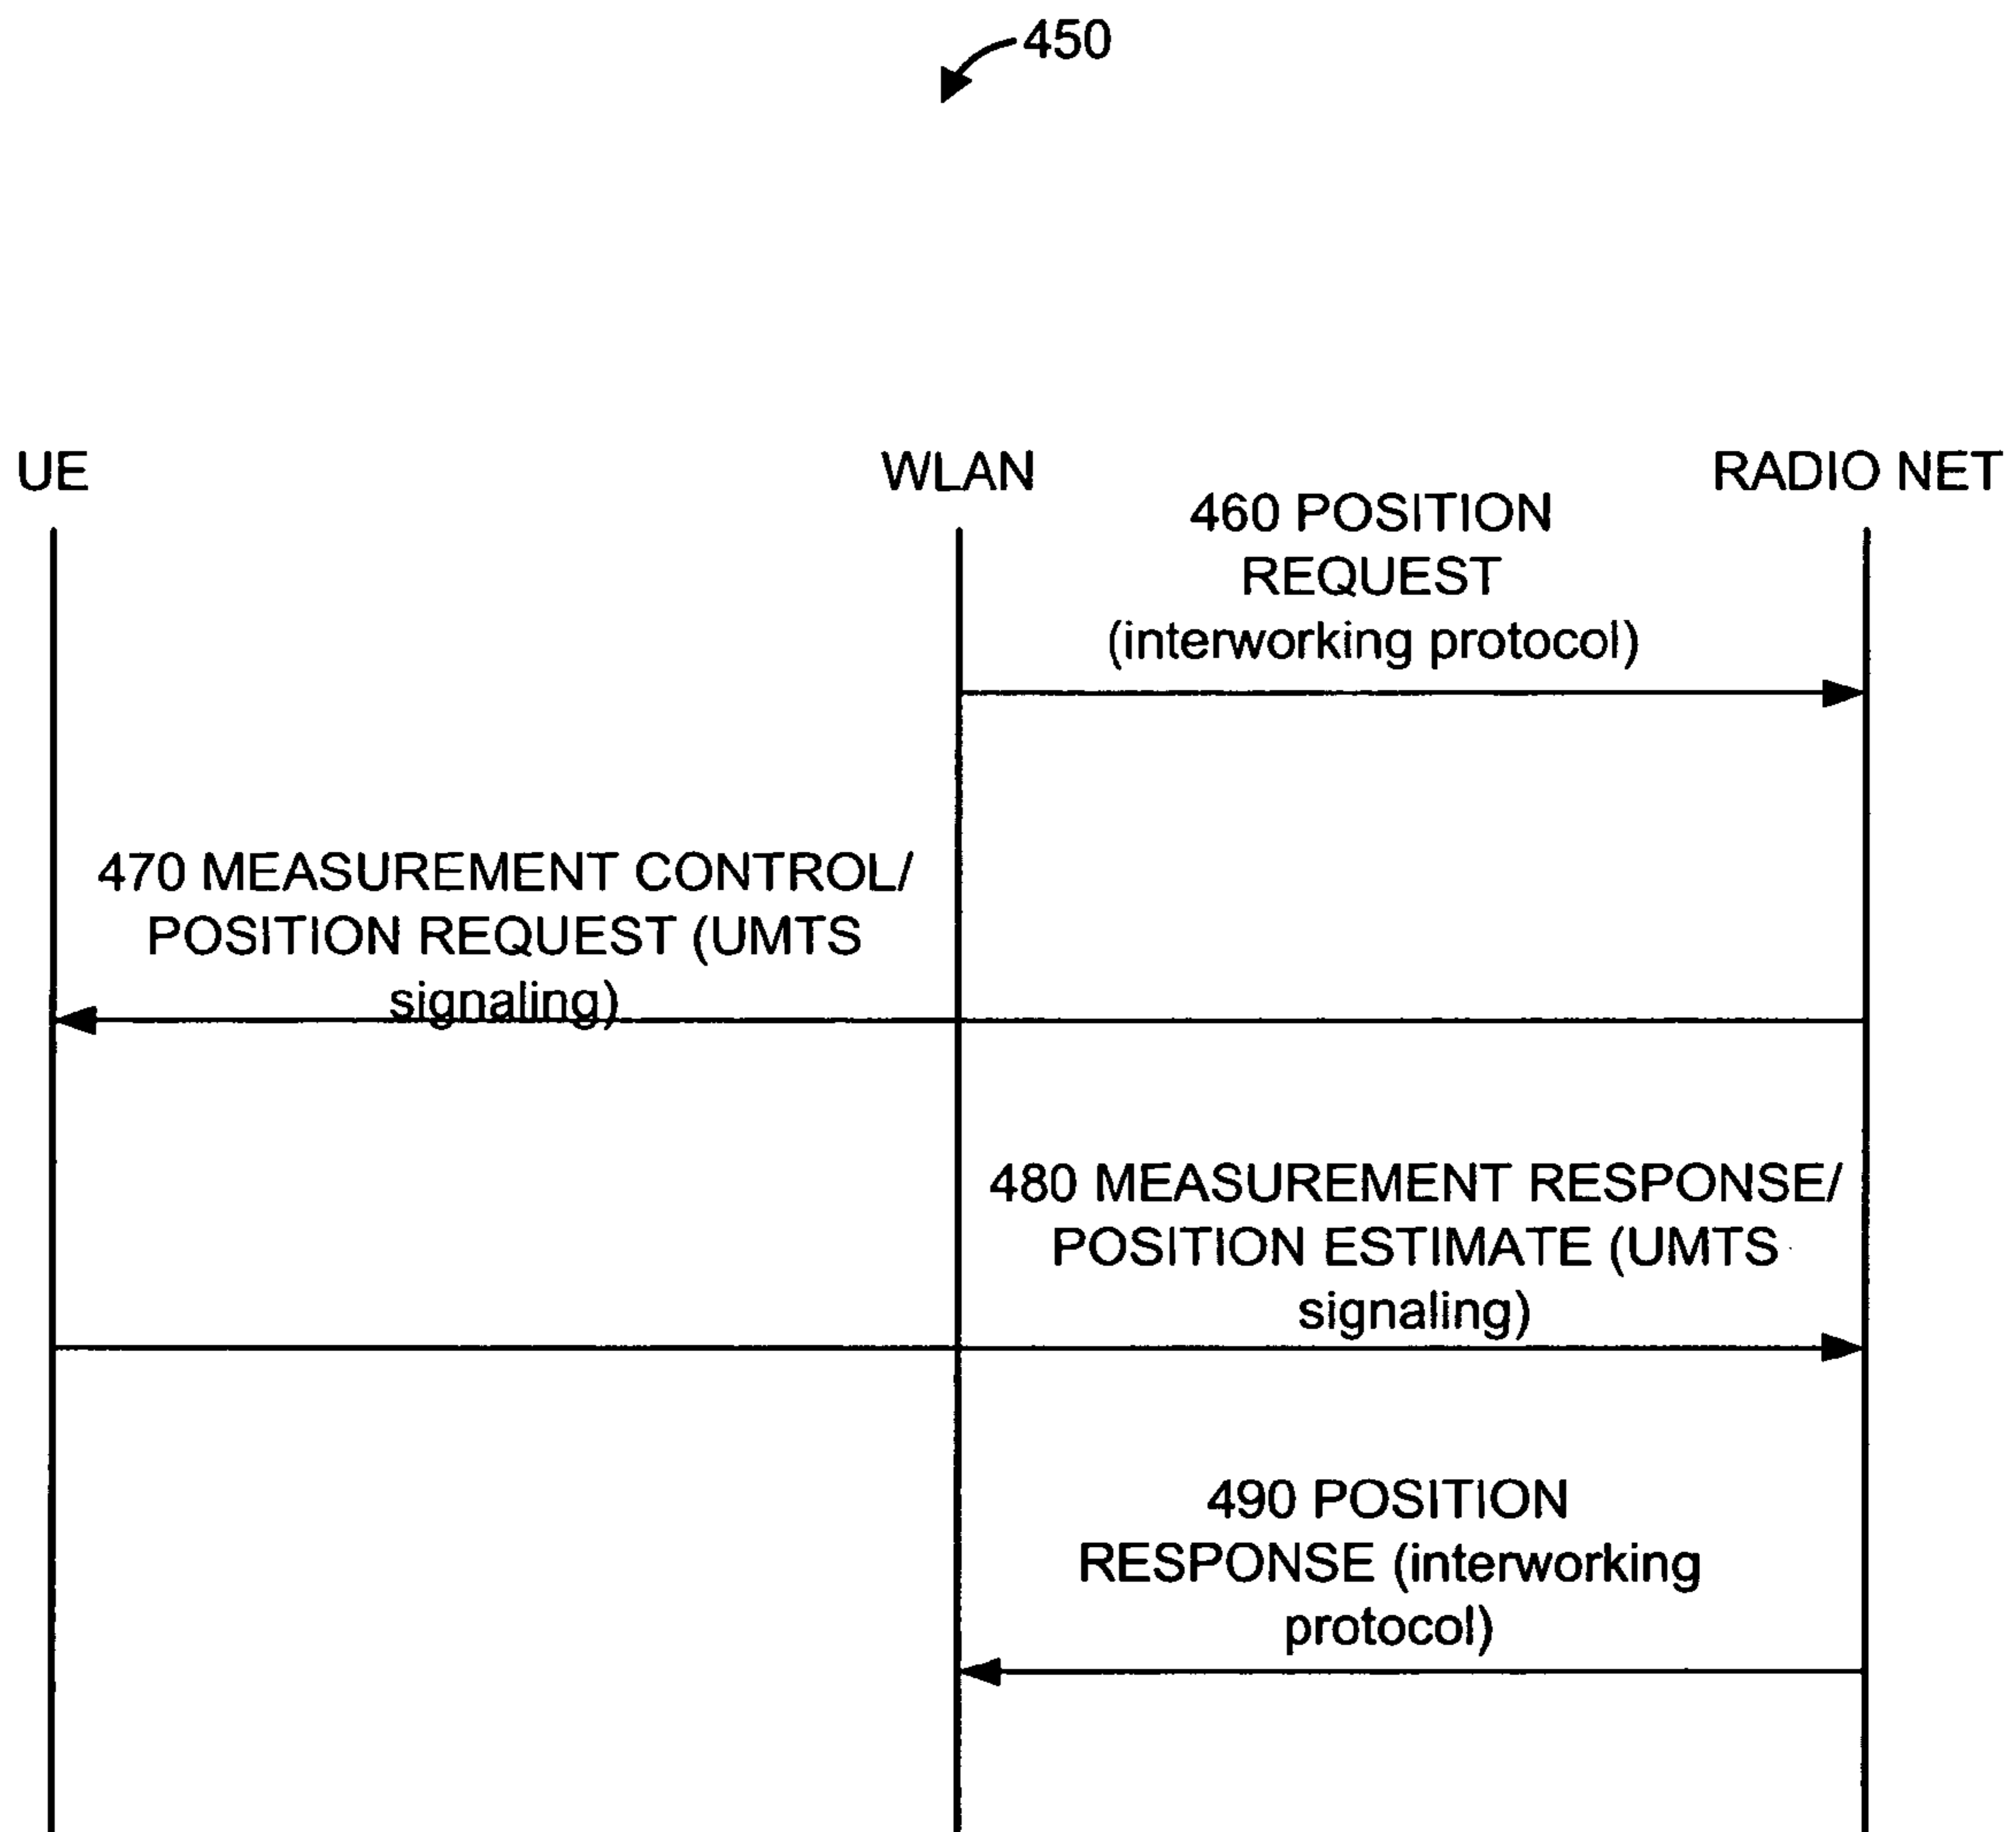 450
UE
WLAN
RADIO NET
460 POSITION
REQUEST
(interworking protocol)
470 MEASUREMENT CONTROL/
POSITION REQUEST (UMTS
signaling)
480 MEASUREMENT RESPONSE/
POSITION ESTIMATE (UMTS
signaling)
490 POSITION
RESPONSE (interworking
protocol)